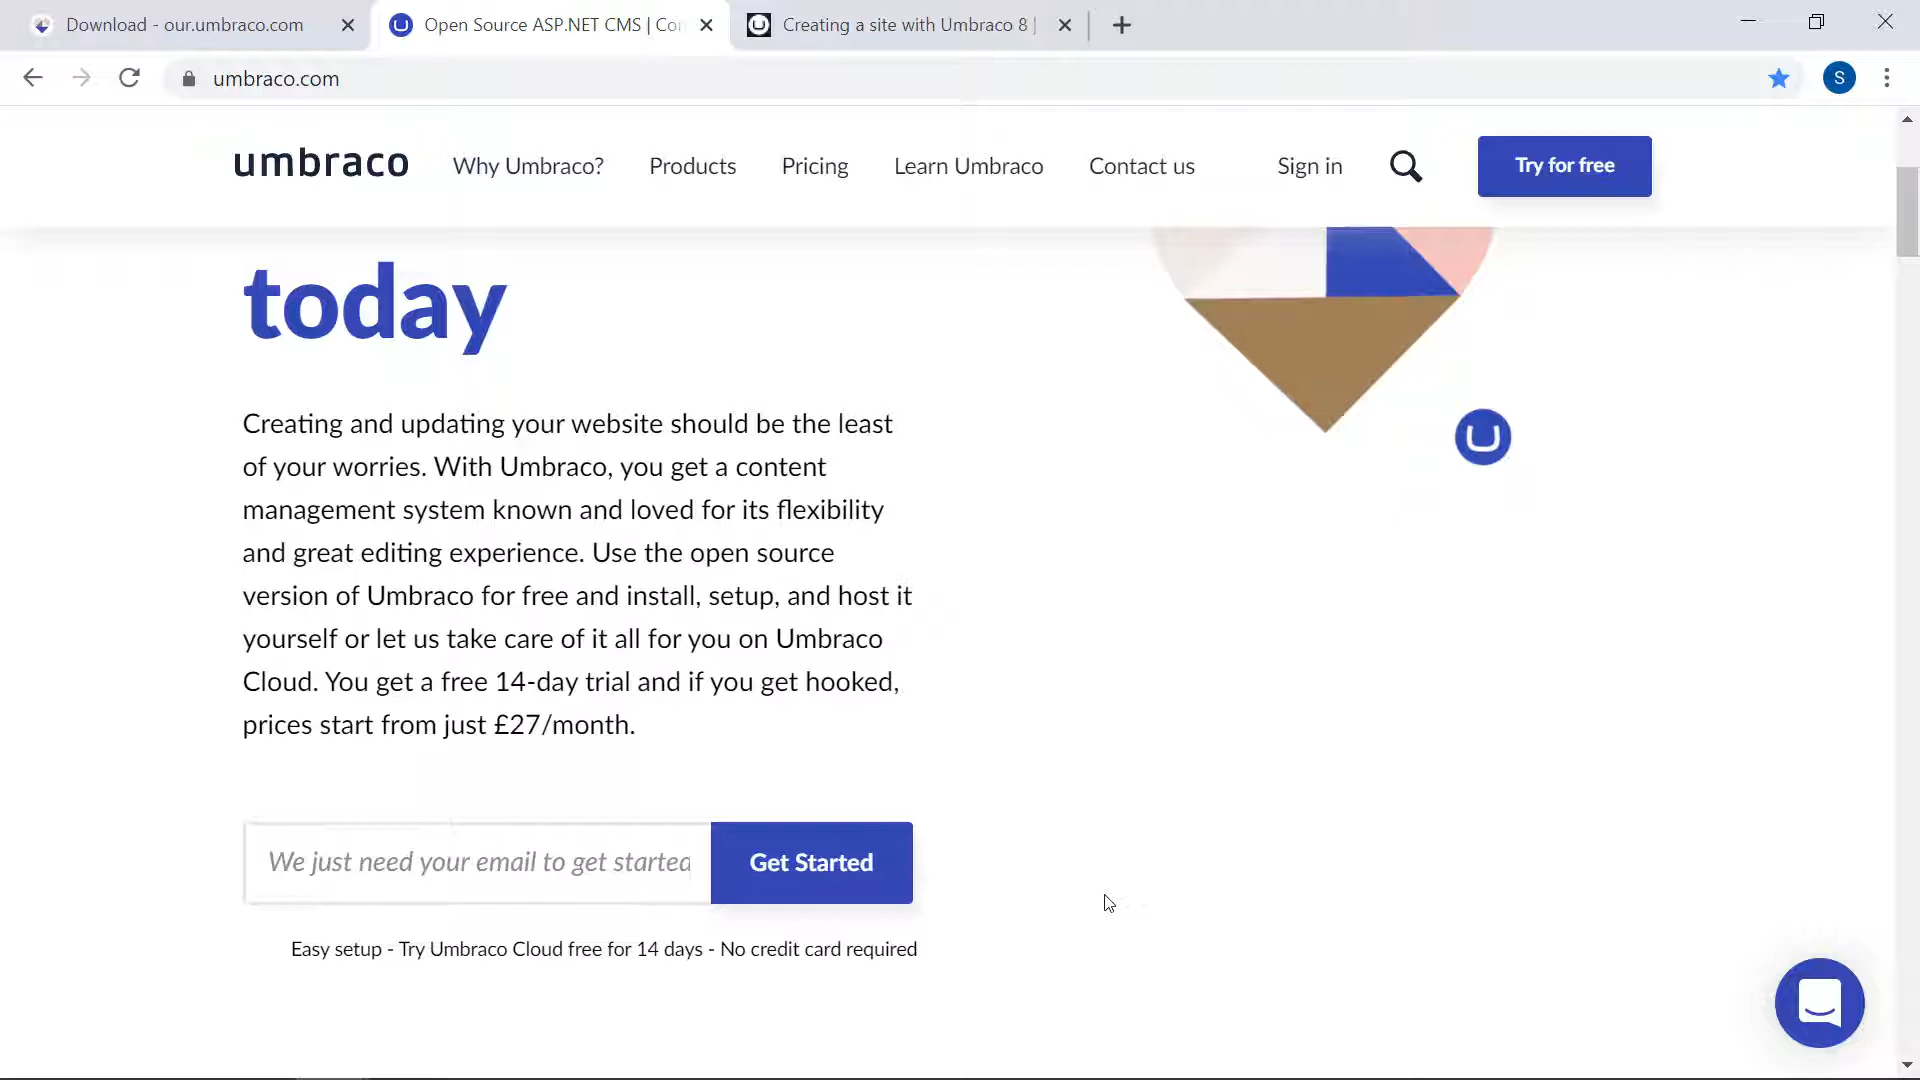 Download - our.umbraco.com
Open Source ASP.NET CMS | Co
Creating a site with Umbraco 8 |
umbraco.com
S
umbraco
Why Umbraco?
Products
Pricing
Learn Umbraco
Contact us
Sign in
Try for free
today
Creating and updating your website should be the least
of your worries. With Umbraco, you get a content
management system known and loved for its flexibility
and great editing experience. Use the open source
version of Umbraco for free and install, setup, and host it
yourself or let us take care of it all for you on Umbraco
Cloud. You get a free 14-day trial and if you get hooked,
prices start from just £27/month.
We just need your email to get started
Get Started
Easy setup - Try Umbraco Cloud free for 14 days - No credit card required